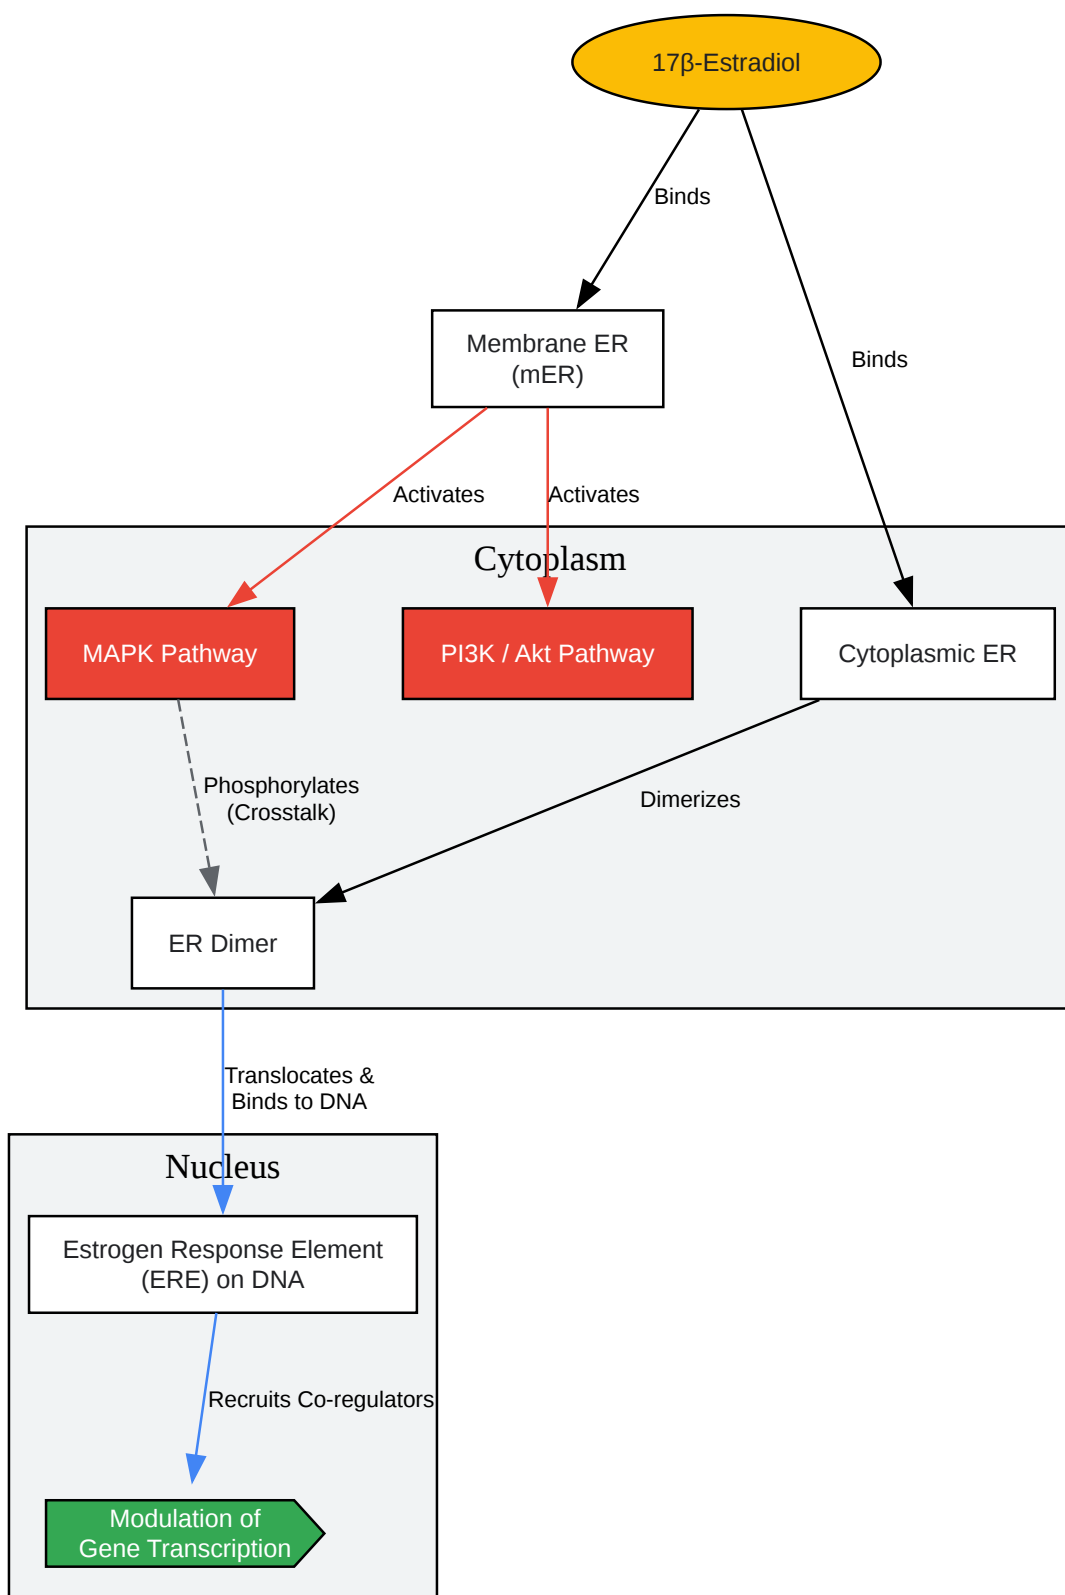 17β-Estradiol
Binds
Membrane ER
(mER)
Binds
Activates
Activates
Cytoplasm
MAPK Pathway
PI3K / Akt Pathway
Cytoplasmic ER
Phosphorylates
(Crosstalk)
Dimerizes
ER Dimer
Translocates &
Binds to DNA
Nucleus
Estrogen Response Element
(ERE) on DNA
Recruits Co-regulators
Modulation of
Gene Transcription